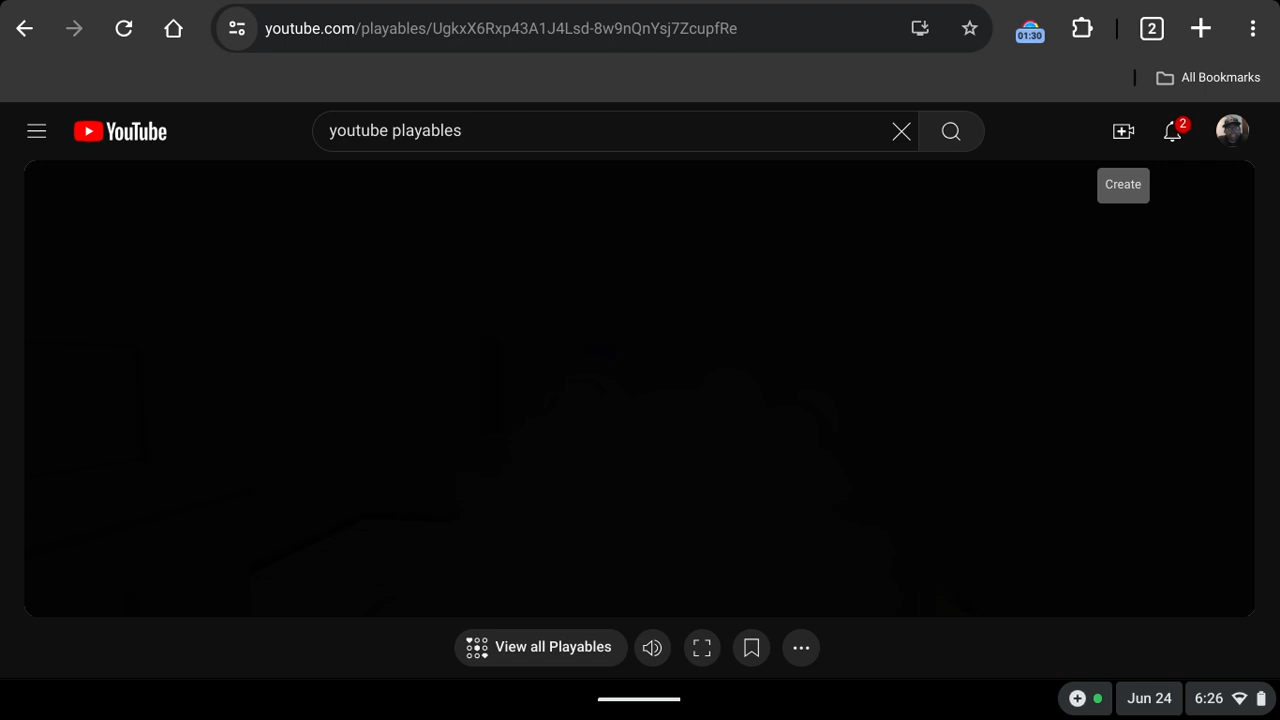 youtube.com/playables/UgkxX6Rxp43A1J4Lsd-8w9nQnYsj7ZcupfRe
01:30
2
All Bookmarks
YouTube
youtube playables
2
Create
View all Playables
Jun 24
6:26